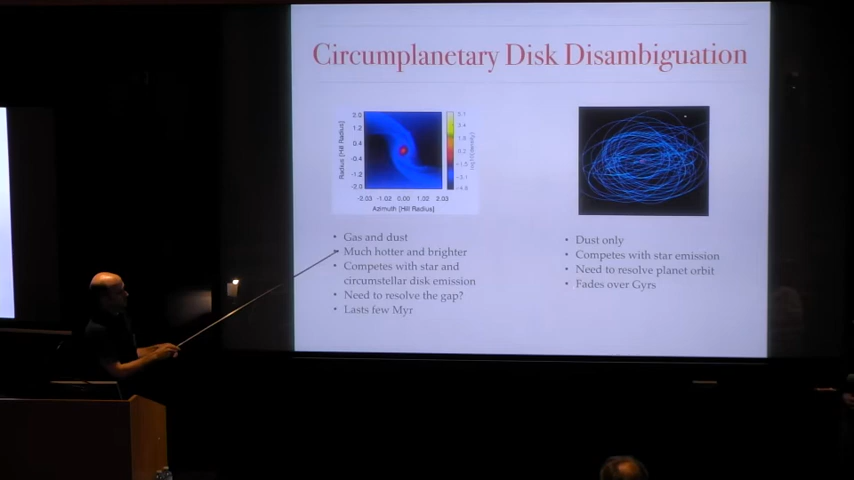 Circumplanetary Disk Disambiguation
2.0
1.2
0.4
-0.4
-1.2
-2.0
Radius [Hill Radius]
-2.03 -1.02 0.00 1.02 2.03
Azimuth [Hill Radius]
• Gas and dust
• Much hotter and brighter
• Competes with star and
circumstellar disk emission
• Need to resolve the gap?
• Lasts few Myr
• Dust only
• Competes with star emission
• Need to resolve planet orbit
• Fades over Gyrs